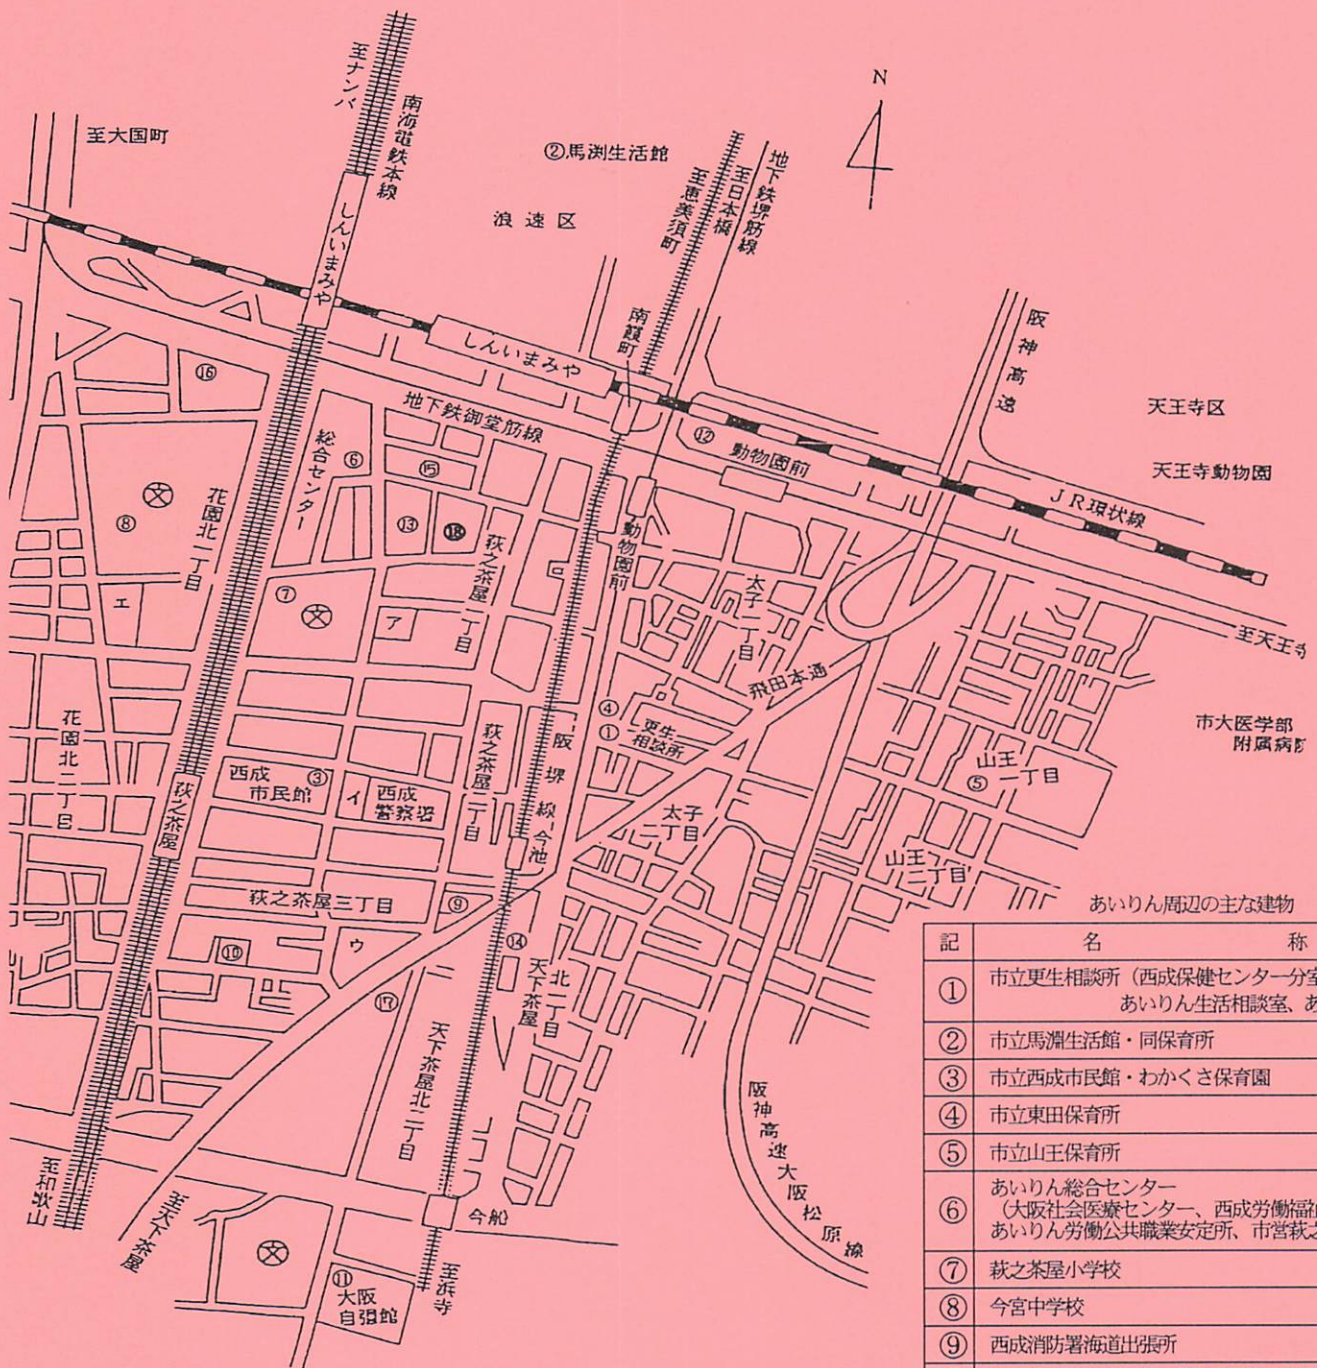 N
至ナンバ
南海電鉄本線
至大国町
②馬渕生活館
浪速区
地下鉄堺筋線
至日本橋
至恵美須町
しんいまみや
しんいまみや
南霞町
阪神高速
天王寺区
天王寺動物園
JR現状線
⑯
地下鉄御堂筋線
⑫
動物園前
総合センター
⑥
⑮
⑧
花園北一丁目
⑬
⑱
萩之茶屋一丁目
動物園前
太子一丁目
至天王寺
エ
⑦
ア
飛田本通
④
①
更生
相談所
市大医学部
附属病院
花園北二丁目
萩之茶屋二丁目
阪堺線
今池
山王
一丁目
⑤
西成
市民館
③
イ
西成
警察署
萩之茶屋
太子
二丁目
山王
二丁目
萩之茶屋三丁目
⑨
⑩
ウ
⑭
天下茶屋
北一丁目
⑰
天下茶屋北二丁目
阪神高速大阪松原線
至天下茶屋
今船
⑪
大阪
自彊館
至浜寺
あいりん周辺の主な建物
記 名 称
① 市立更生相談所（西成保健センター分室
あいりん生活相談室、あ
② 市立馬淵生活館・同保育所
③ 市立西成市民館・わかくさ保育園
④ 市立東田保育所
⑤ 市立山王保育所
⑥ あいりん総合センター
（大阪社会医療センター、西成労働福祉
あいりん労働公共職業安定所、市営萩之
⑦ 萩之茶屋小学校
⑧ 今宮中学校
⑨ 西成消防署海道出張所